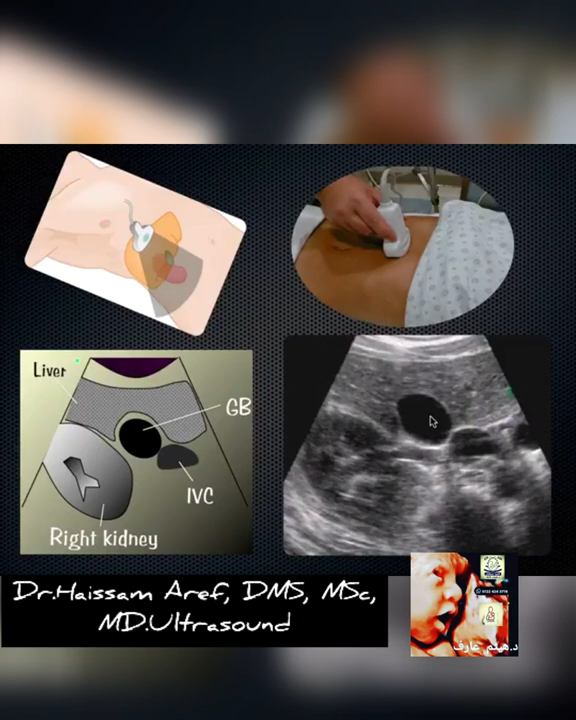 Liver
GB
IVC
Right kidney
Dr.Haissam Aref, DMS, MSc,
MD.Ultrasound
د.هيثم عارف